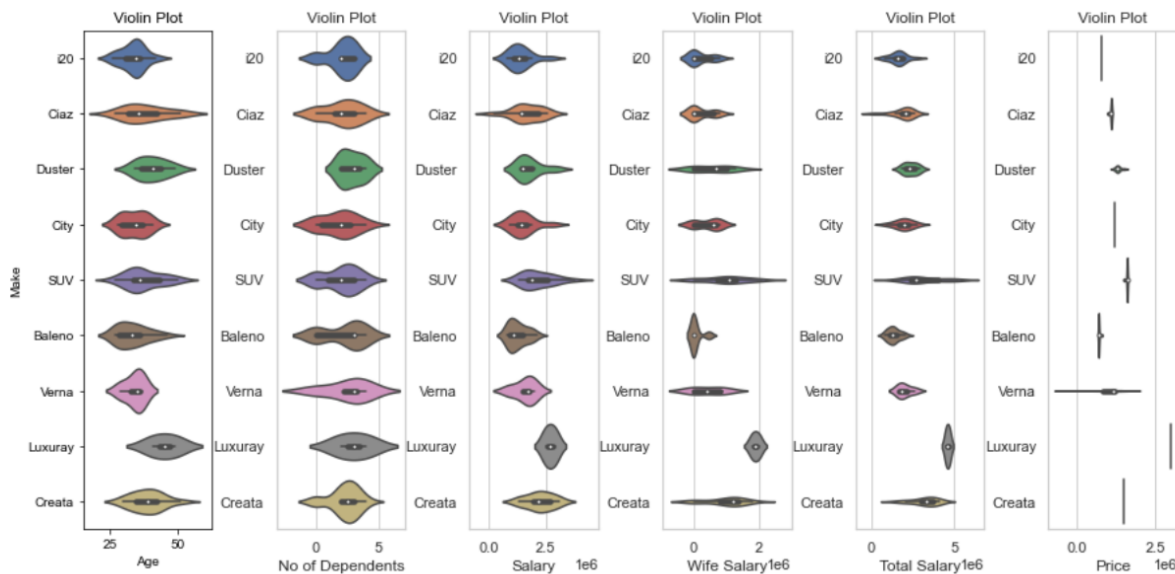 Violin Plot Violin Plot Violin Plot Violin Plot Violin Plot Violin Plot
i20 i20 i20 i20 i20 i20
Ciaz Ciaz Ciaz Ciaz Ciaz Ciaz
Duster Duster Duster Duster Duster Duster
City City City City City City
Make
SUV SUV SUV SUV SUV SUV
Baleno Baleno Baleno Baleno Baleno Baleno
Verna Verna Verna Verna Verna Verna
Luxuray Luxuray Luxuray Luxuray Luxuray Luxuray
Creata Creata Creata Creata Creata Creata
25 50 0 5 0.0 2.5 0 2 0 5 0.0 2.5
Age No of Dependents Salary 1e6 Wife Salary 1e6 Total Salary 1e6 Price 1e6